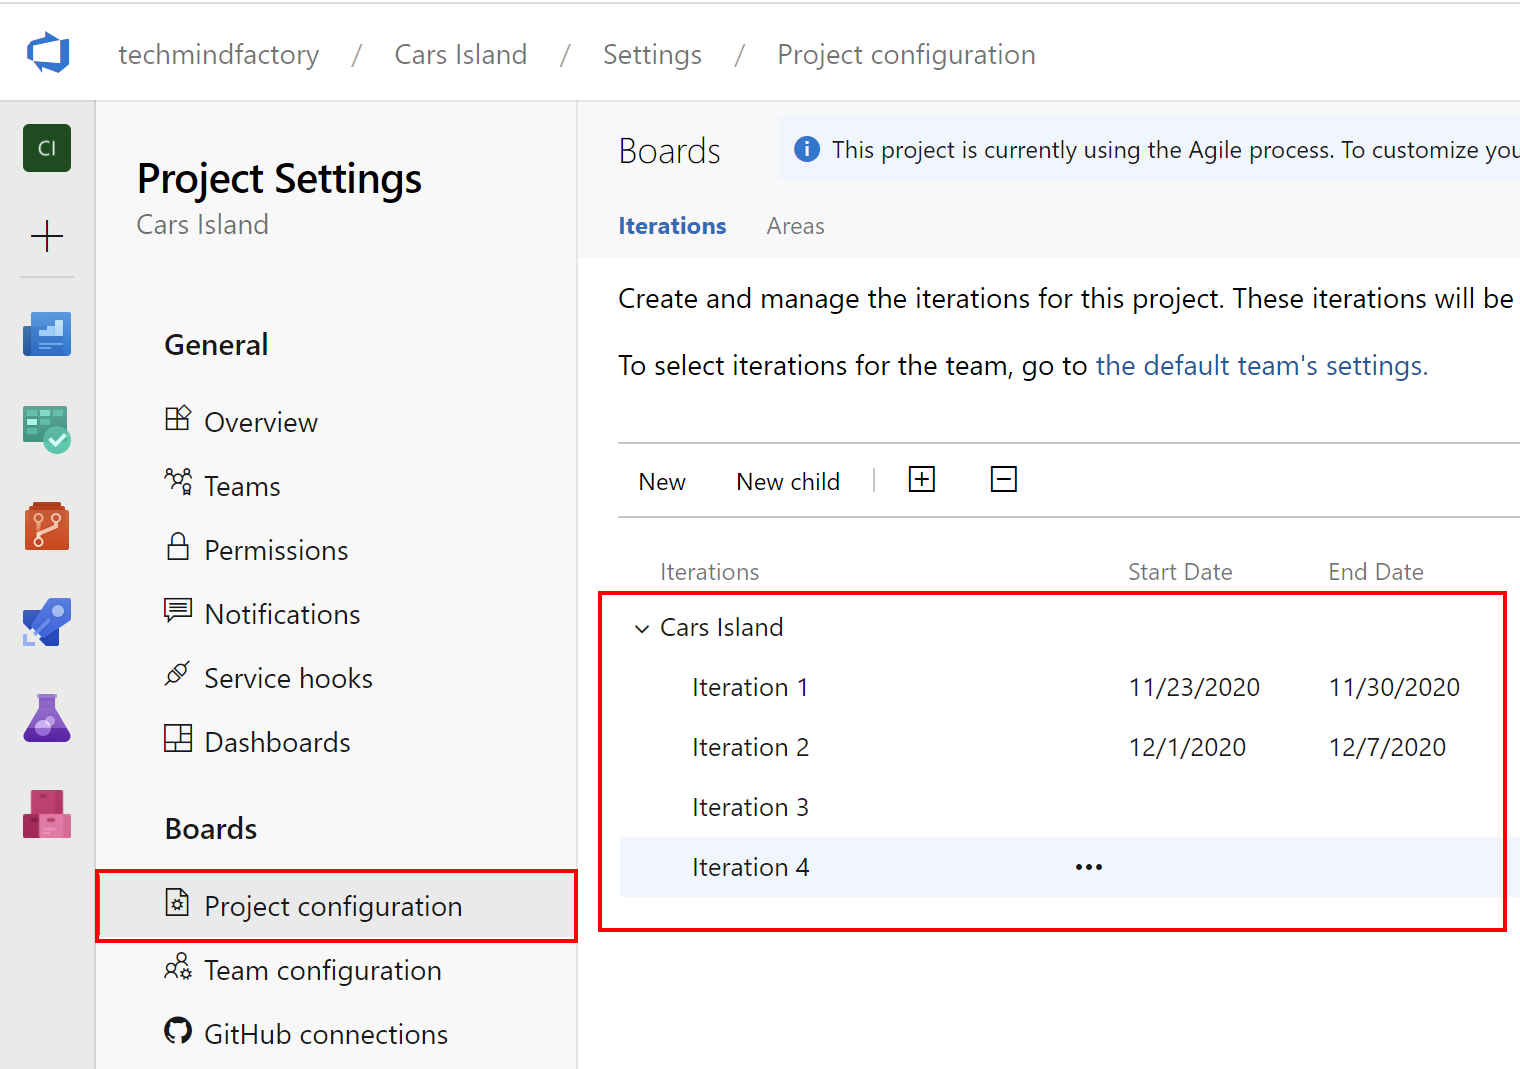 techmindfactory / Cars Island / Settings / Project configuration
CI
Project Settings
Cars Island
General
Overview
Teams
Permissions
Notifications
Service hooks
Dashboards
Boards
Project configuration
Team configuration
GitHub connections
Boards
This project is currently using the Agile process. To customize you
Iterations Areas
Create and manage the iterations for this project. These iterations will be
To select iterations for the team, go to the default team's settings.
New New child
Iterations Start Date End Date
Cars Island
Iteration 1 11/23/2020 11/30/2020
Iteration 2 12/1/2020 12/7/2020
Iteration 3
Iteration 4